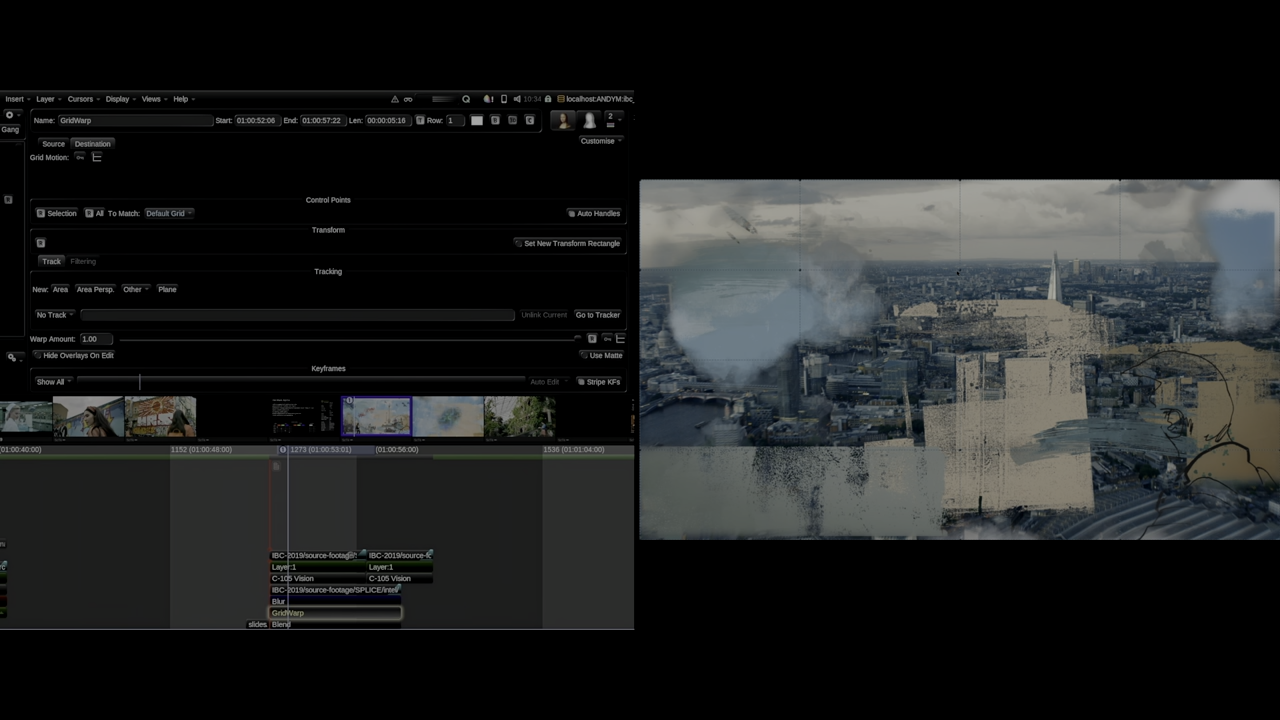 Insert Layer Cursors Display Views Help 10:34 localhost:ANDYM:ibc
Gang
Name: GridWarp Start: 01:00:52:06 End: 01:00:57:22 Len: 00:00:05:16 Row: 1
2
Customise
Source Destination
Grid Motion:
Control Points
Selection All To Match: Default Grid Auto Handles
Transform
Set New Transform Rectangle
Track Filtering
Tracking
New: Area Area Persp. Other Plane
No Track Unlink Current Go to Tracker
Warp Amount: 1.00
Hide Overlays On Edit Use Matte
Keyframes
Show All Auto Edit Stripe KFs
(01:00:40:00) 1152 (01:00:48:00) 1273 (01:00:53:01) (01:00:56:00) 1536 (01:01:04:00)
IBC-2019/source-footage/ IBC-2019/source-fo
Layer:1 Layer:1
C-105 Vision C-105 Vision
IBC-2019/source-footage/SPLICE/inte
Blur
GridWarp
slides Blend